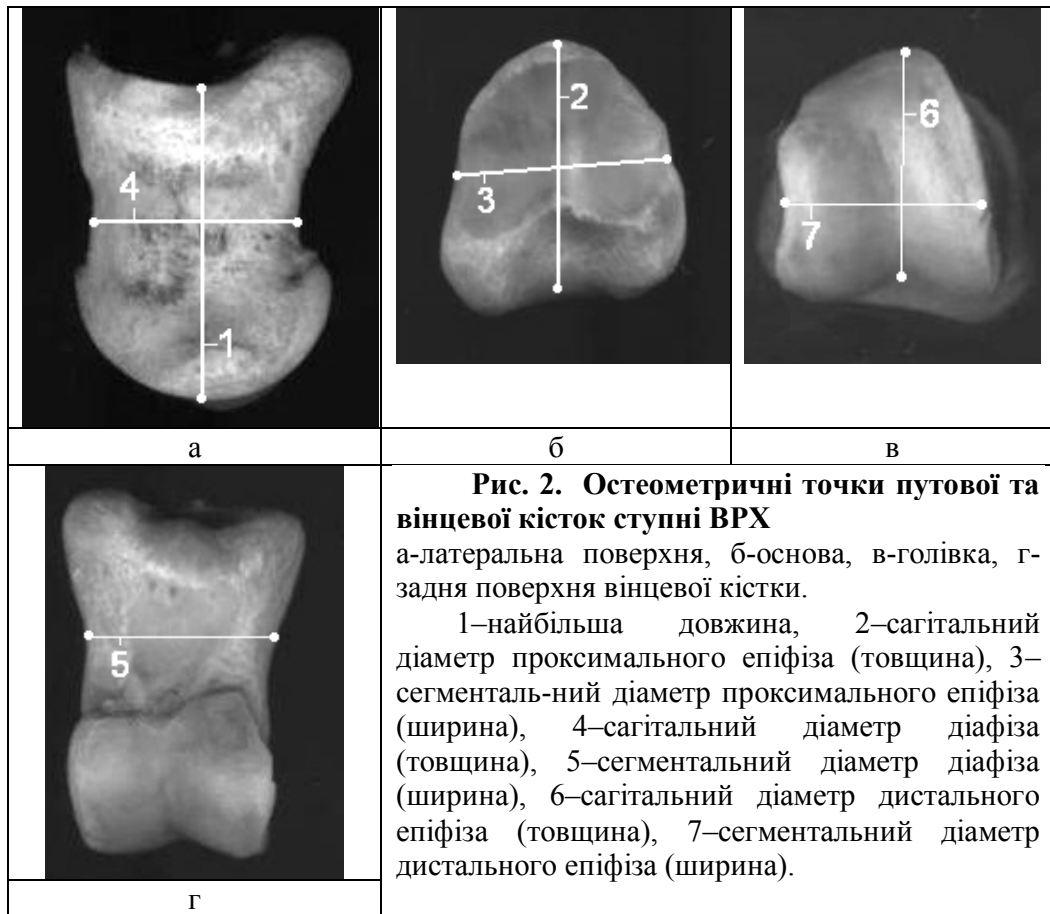 4
1
2
3
6
7
а
б
в
5
г
Рис. 2. Остеометричні точки путової та
вінцевої кісток ступні ВРХ
а-латеральна поверхня, б-основа, в-голівка, г-
задня поверхня вінцевої кістки.
1–найбільша довжина, 2–сагітальний
діаметр проксимального епіфіза (товщина), 3–
сегменталь-ний діаметр проксимального епіфіза
(ширина), 4–сагітальний діаметр діафіза
(товщина), 5–сегментальний діаметр діафіза
(ширина), 6–сагітальний діаметр дистального
епіфіза (товщина), 7–сегментальний діаметр
дистального епіфіза (ширина).